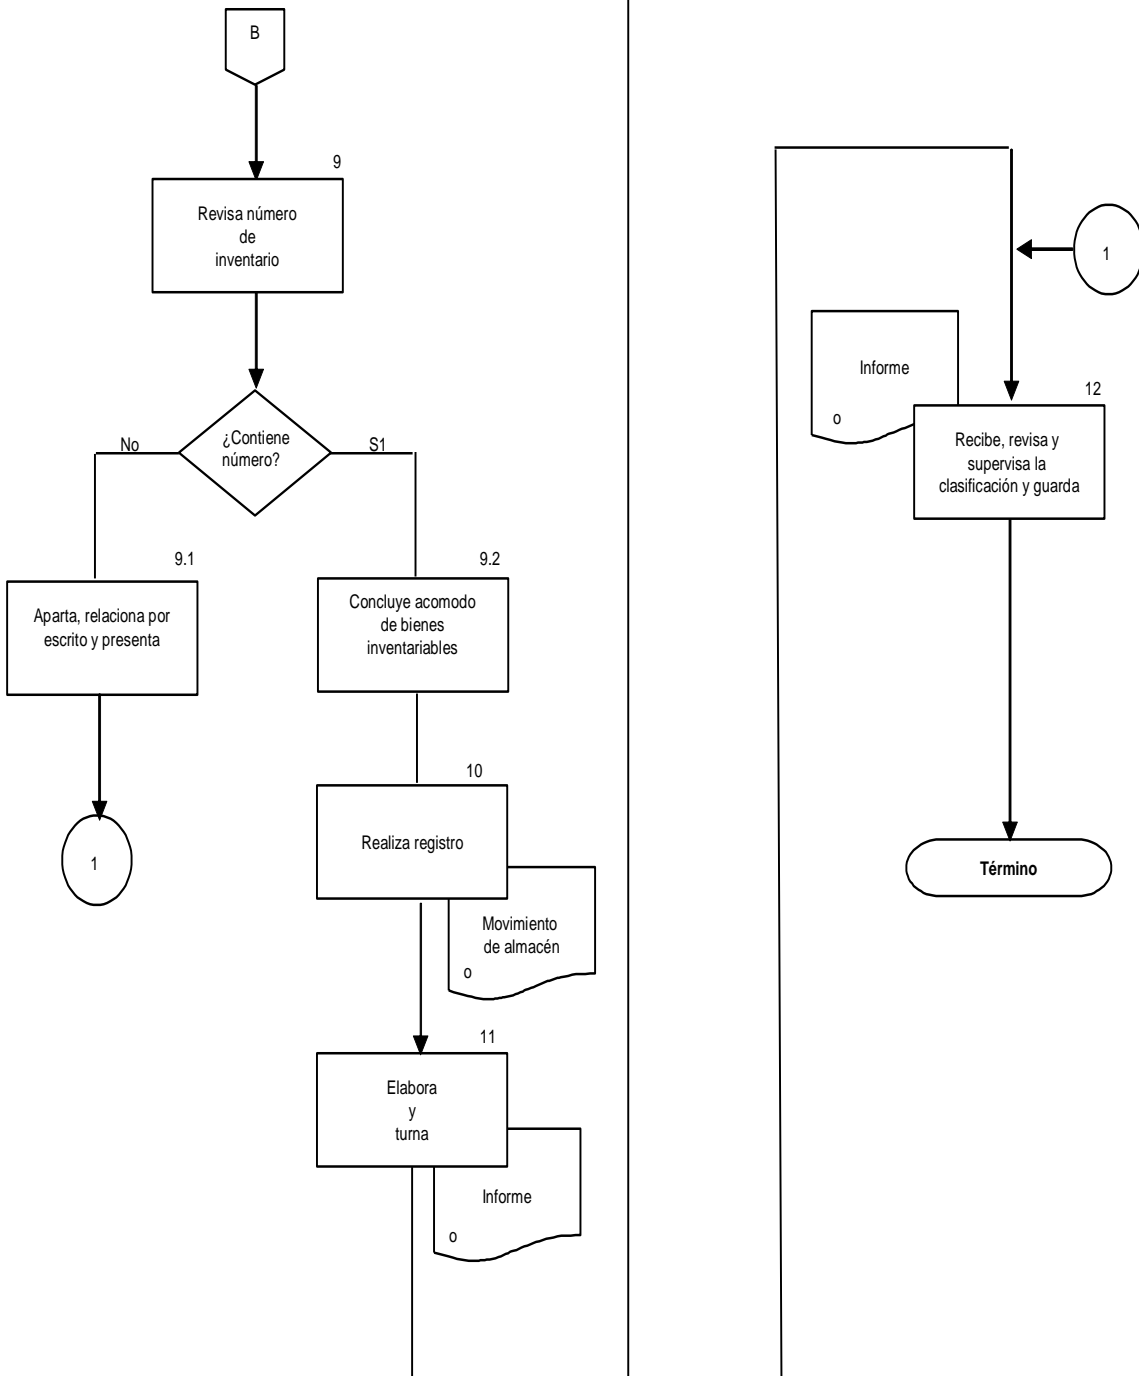 B
9
Revisa número
de
inventario
¿Contiene
número?
No
S1
9.1
Aparta, relaciona por
escrito y presenta
1
9.2
Concluye acomodo
de bienes
inventariables
10
Realiza registro
Movimiento
de almacén
o
11
Elabora
y
turna
Informe
o
1
Informe
o
12
Recibe, revisa y
supervisa la
clasificación y guarda
Término